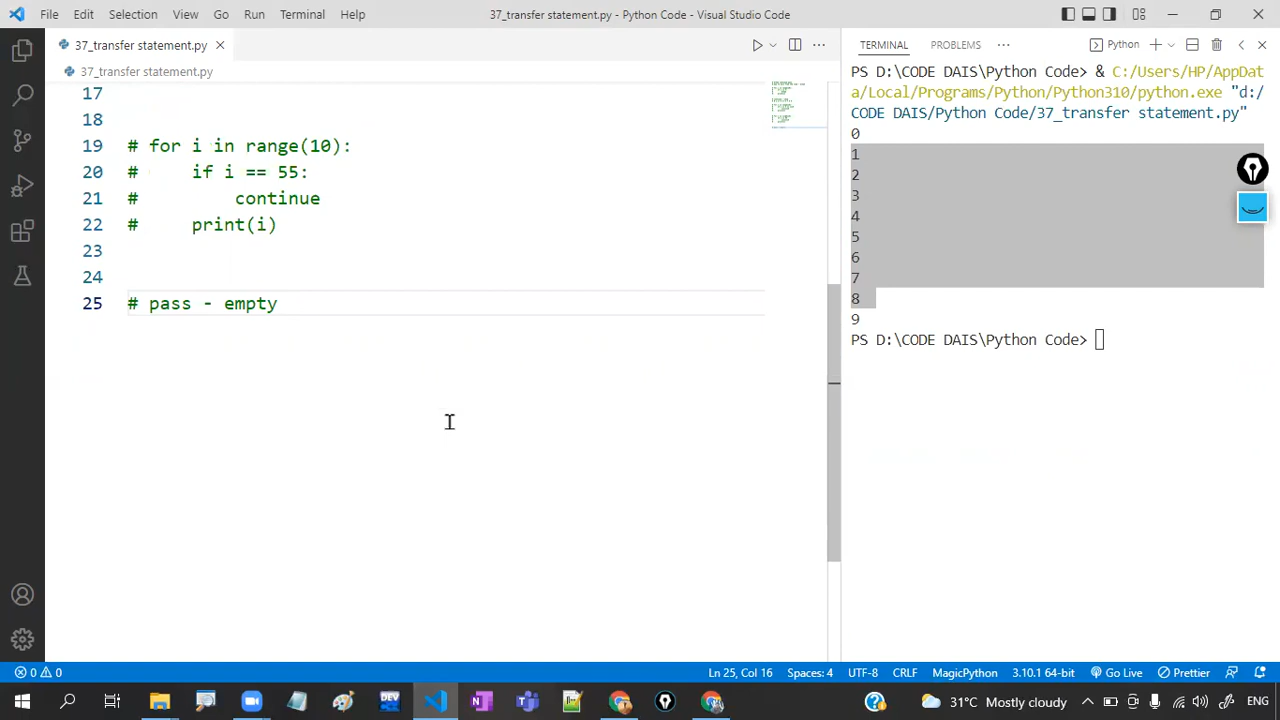 File Edit Selection View Go Run Terminal Help
37_transfer statement.py - Python Code - Visual Studio Code
37_transfer statement.py
37_transfer statement.py
17
18
19 # for i in range(10):
20 #     if i == 55:
21 #         continue
22 #     print(i)
23
24
25 # pass - empty
TERMINAL PROBLEMS
Python
PS D:\CODE DAIS\Python Code> & C:/Users/HP/AppDat
a/Local/Programs/Python/Python310/python.exe "d:/
CODE DAIS/Python Code/37_transfer statement.py"
0
1
2
3
4
5
6
7
8
9
PS D:\CODE DAIS\Python Code>
0 0
Ln 25, Col 16 Spaces: 4 UTF-8 CRLF MagicPython 3.10.1 64-bit Go Live Prettier
DEV
31°C Mostly cloudy
ENG